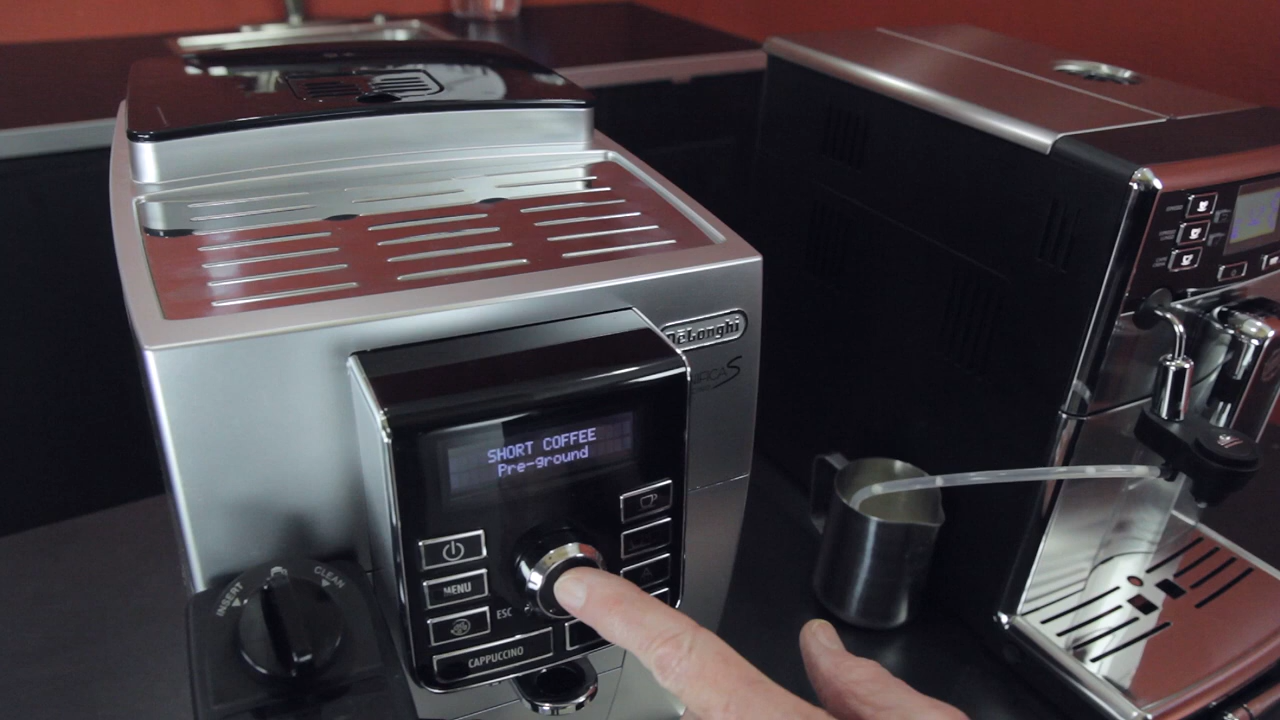 DeLonghi
SHORT COFFEE
Pre-ground
MENU
ESC
CAPPUCCINO
INSERT
CLEAN